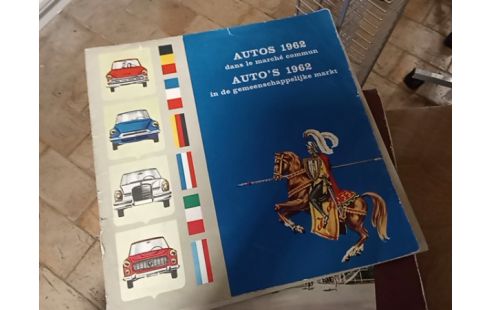 AUTOS 1962
dans le marché commun
AUTO'S 1962
in de gemeenschappelijke markt